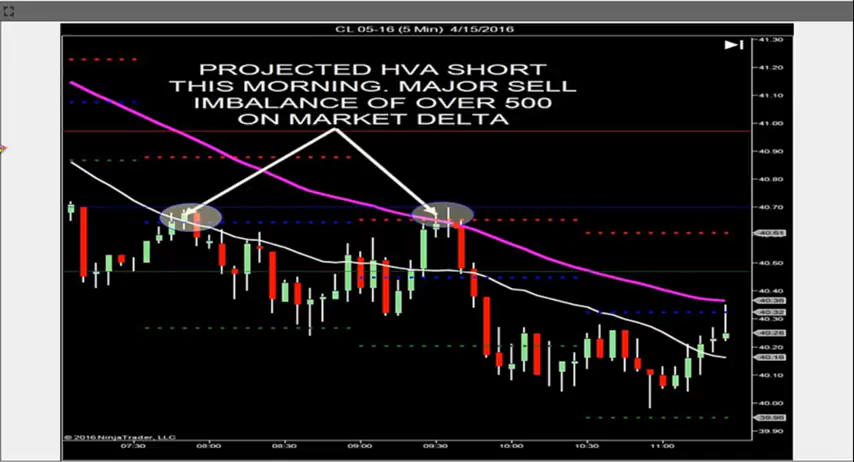 CL 05-16 (5 Min)  4/15/2016
PROJECTED HVA SHORT
THIS MORNING. MAJOR SELL
IMBALANCE OF OVER 500
ON MARKET DELTA
41.30
41.20
41.10
41.00
40.90
40.80
40.70
40.61
40.50
40.40
40.36
40.32
40.30
40.26
40.16
40.10
40.00
39.95
39.90
© 2016 NinjaTrader, LLC
07:30 08:00 08:30 09:00 09:30 10:00 10:30 11:00